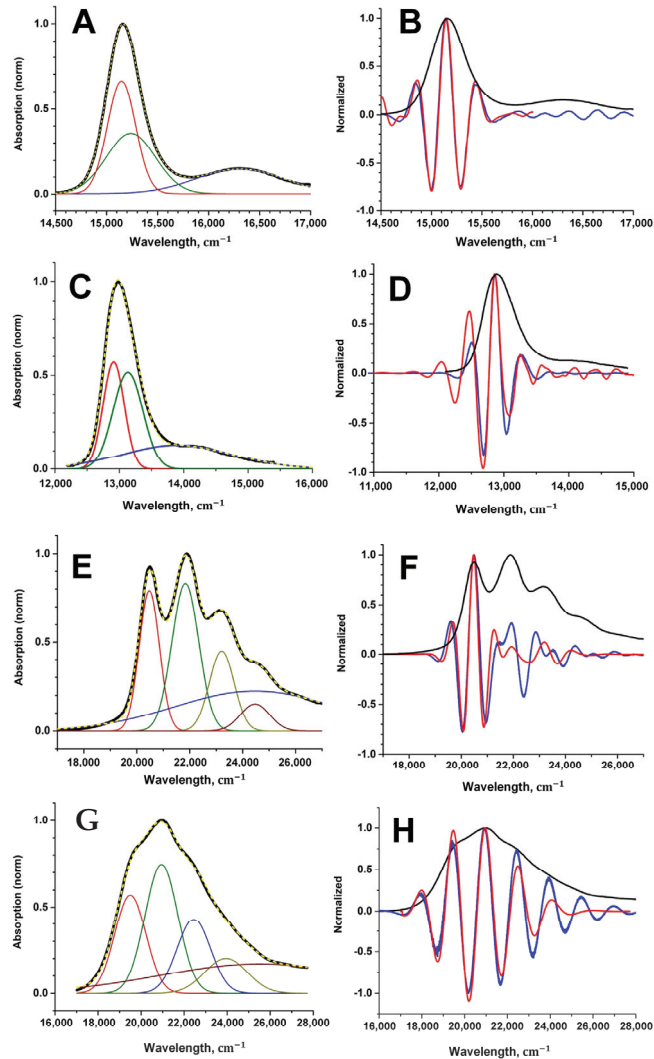 A
Absorption (norm)
1.0
0.5
0.0
14,500 15,000 15,500 16,000 16,500 17,000
Wavelength, cm⁻¹
B
Normalized
1.0
0.5
0.0
-0.5
-1.0
14,500 15,000 15,500 16,000 16,500 17,000
Wavelength, cm⁻¹
C
Absorption (norm)
1.0
0.5
0.0
12,000 13,000 14,000 15,000 16,000
Wavelength, cm⁻¹
D
Normalized
1.0
0.5
0.0
-0.5
-1.0
11,000 12,000 13,000 14,000 15,000
Wavelength, cm⁻¹
E
Absorption (norm)
1.0
0.5
0.0
18,000 20,000 22,000 24,000 26,000
Wavelength, cm⁻¹
F
Normalized
1.0
0.5
0.0
-0.5
-1.0
18,000 20,000 22,000 24,000 26,000
Wavelength, cm⁻¹
G
Absorption (norm)
1.0
0.5
0.0
16,000 18,000 20,000 22,000 24,000 26,000 28,000
Wavelength, cm⁻¹
H
Normalized
1.0
0.5
0.0
-0.5
-1.0
16,000 18,000 20,000 22,000 24,000 26,000 28,000
Wavelength, cm⁻¹